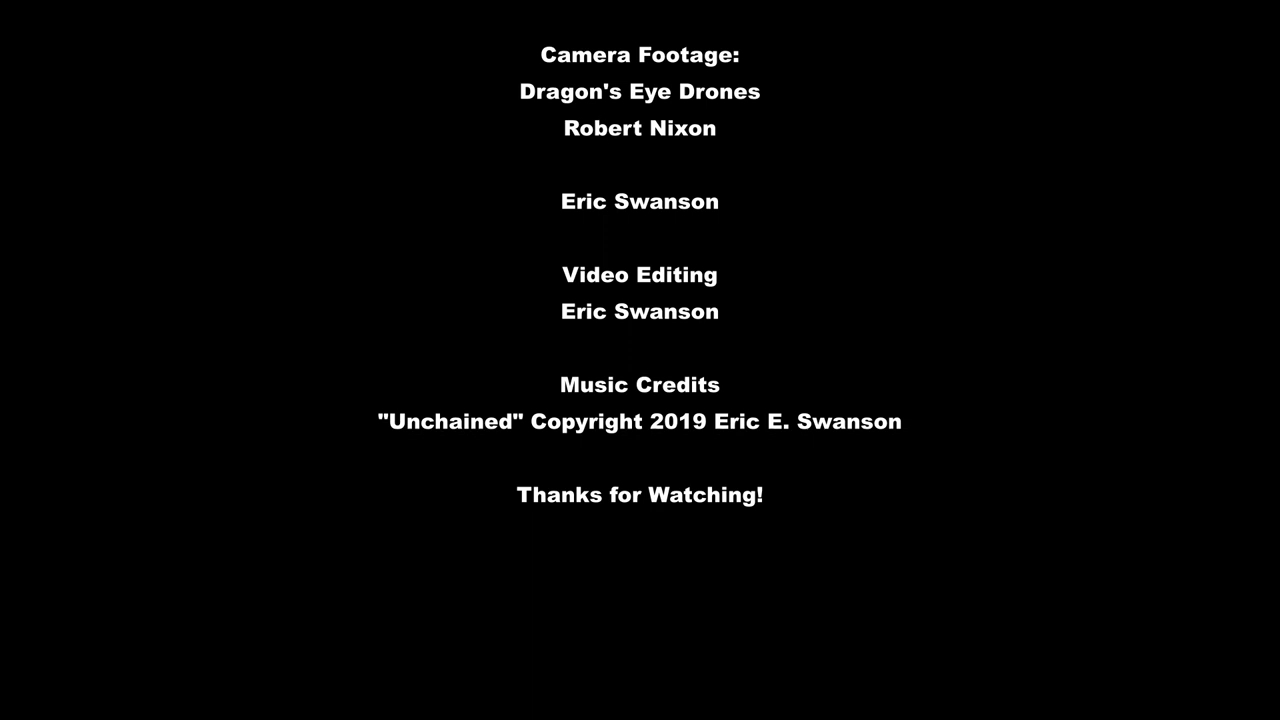 Camera Footage:
Dragon's Eye Drones
Robert Nixon
Eric Swanson
Video Editing
Eric Swanson
Music Credits
"Unchained" Copyright 2019 Eric E. Swanson
Thanks for Watching!